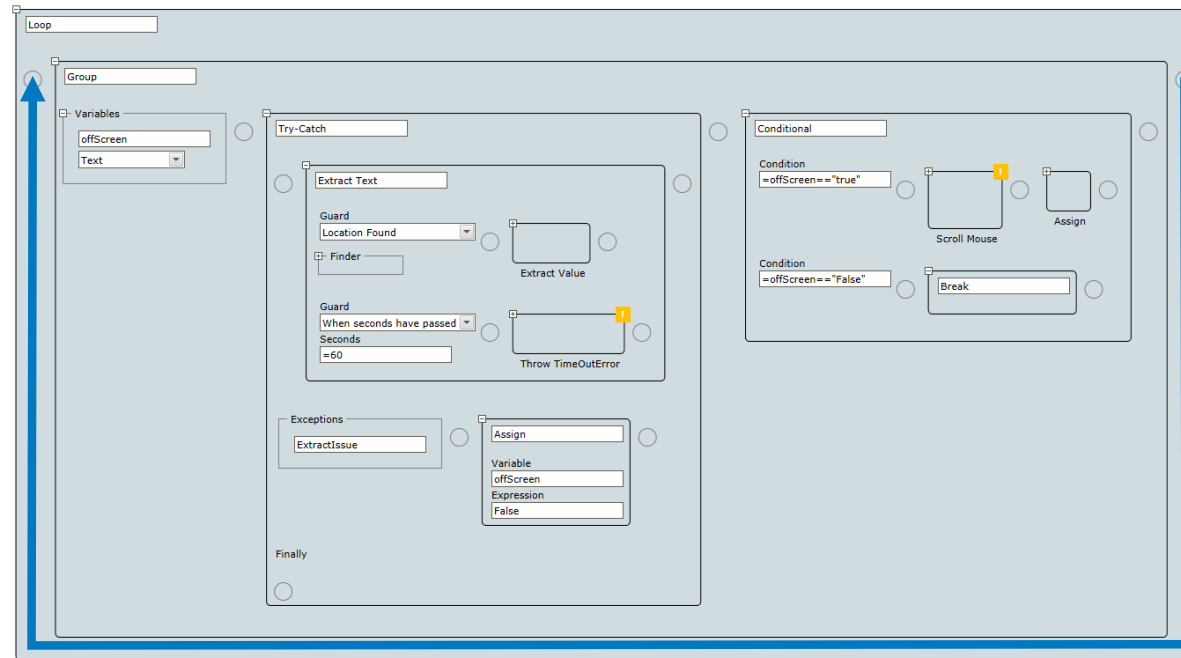 Loop
Group
Variables
offScreen
Text
Try-Catch
Extract Text
Guard
Location Found
Finder
Extract Value
Guard
When seconds have passed
Seconds
=60
!
Throw TimeOutError
Exceptions
ExtractIssue
Assign
Variable
offScreen
Expression
False
Finally
Conditional
Condition
=offScreen=="true"
!
Scroll Mouse
Assign
Condition
=offScreen=="False"
Break